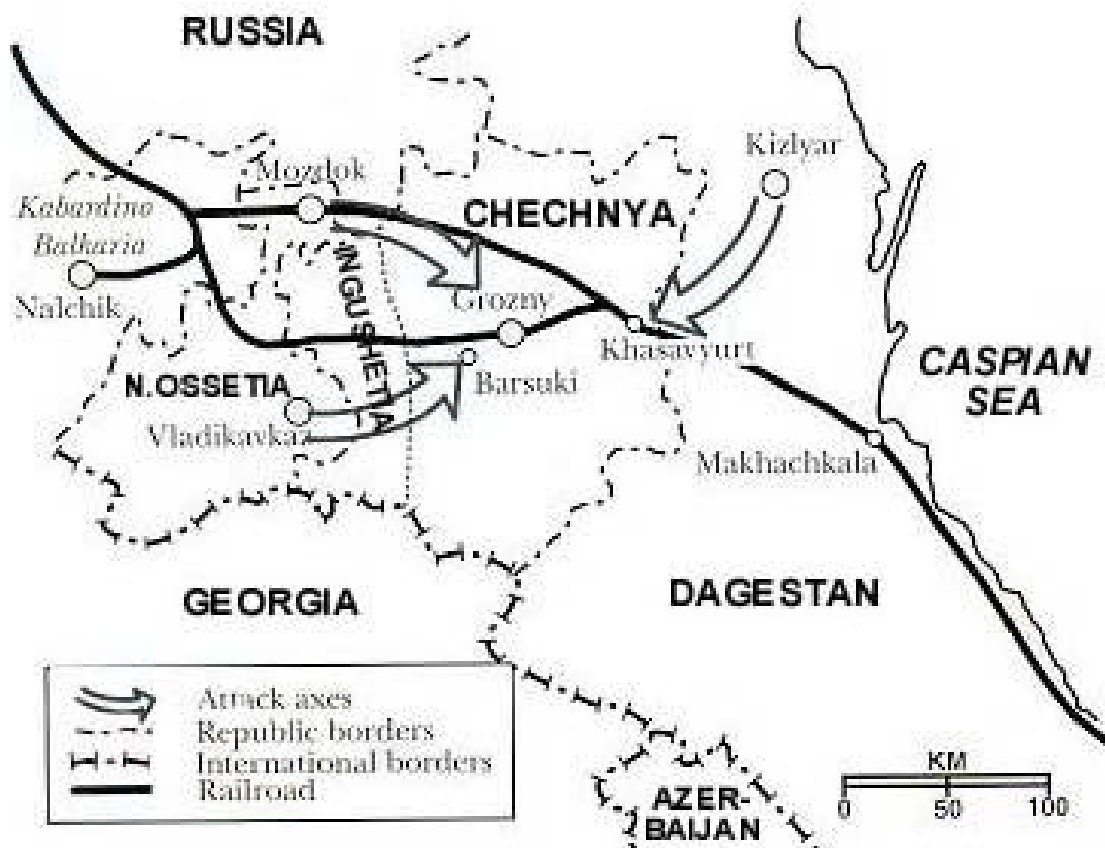 RUSSIA
Kizlyar
Mozdok
Kabardino
Balkaria
CHECHNYA
INGUSHETIA
Nalchik
Grozny
Khasavyurt
CASPIAN
SEA
N.OSSETIA
Barsuki
Vladikavkaz
Makhachkala
GEORGIA
DAGESTAN
Attack axes
Republic borders
International borders
Railroad
KM
0 50 100
AZER-
BAIJAN